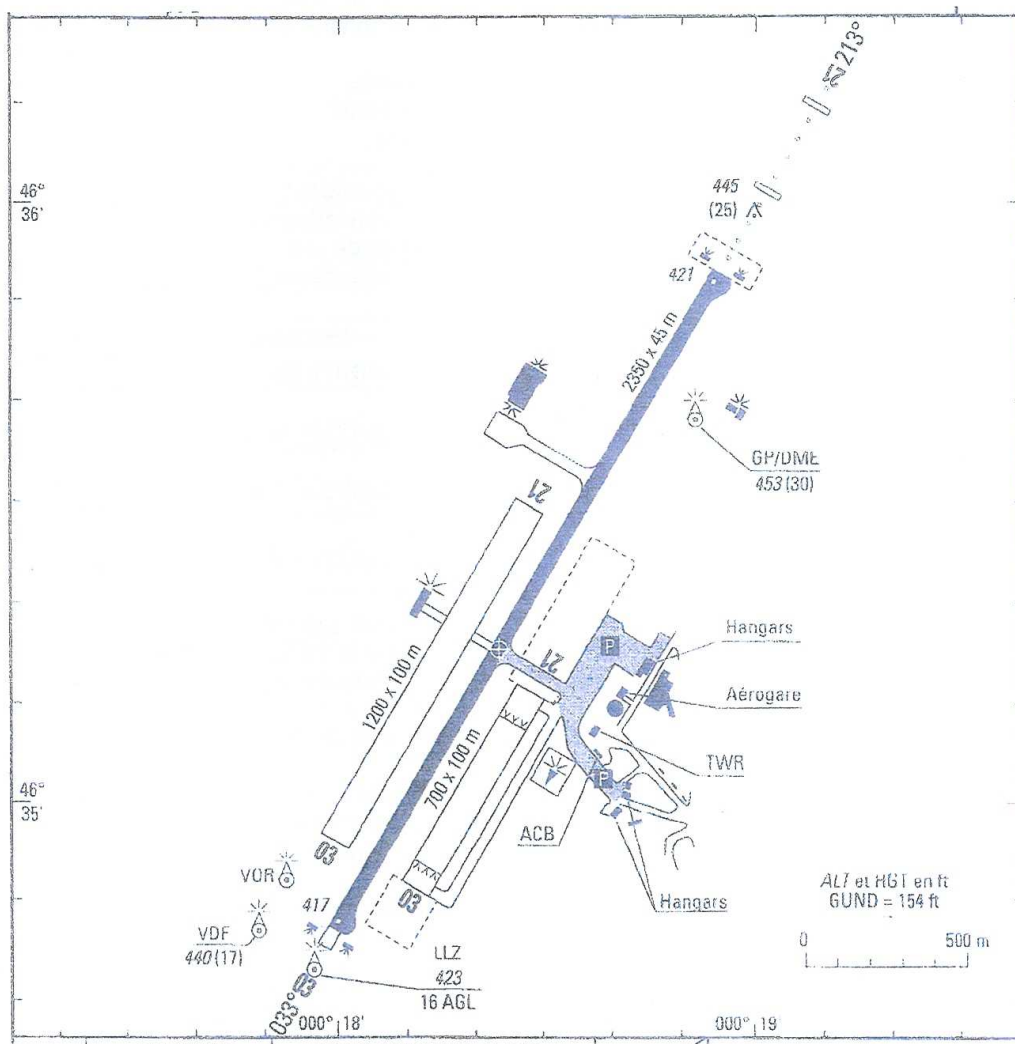 21 213°
46°
36'
445
(25)
421
2350 x 45 m
GP/DME
453 (30)
21
Hangars
P
21
Aérogare
1200 x 100 m
700 x 100 m
TWR
P
46°
35'
ACB
03
VOR
03
Hangars
ALT et HGT en ft
GUND = 154 ft
417
VDF
440 (17)
0 500 m
LLZ
423
16 AGL
033° 03
000° 18'
000° 19'